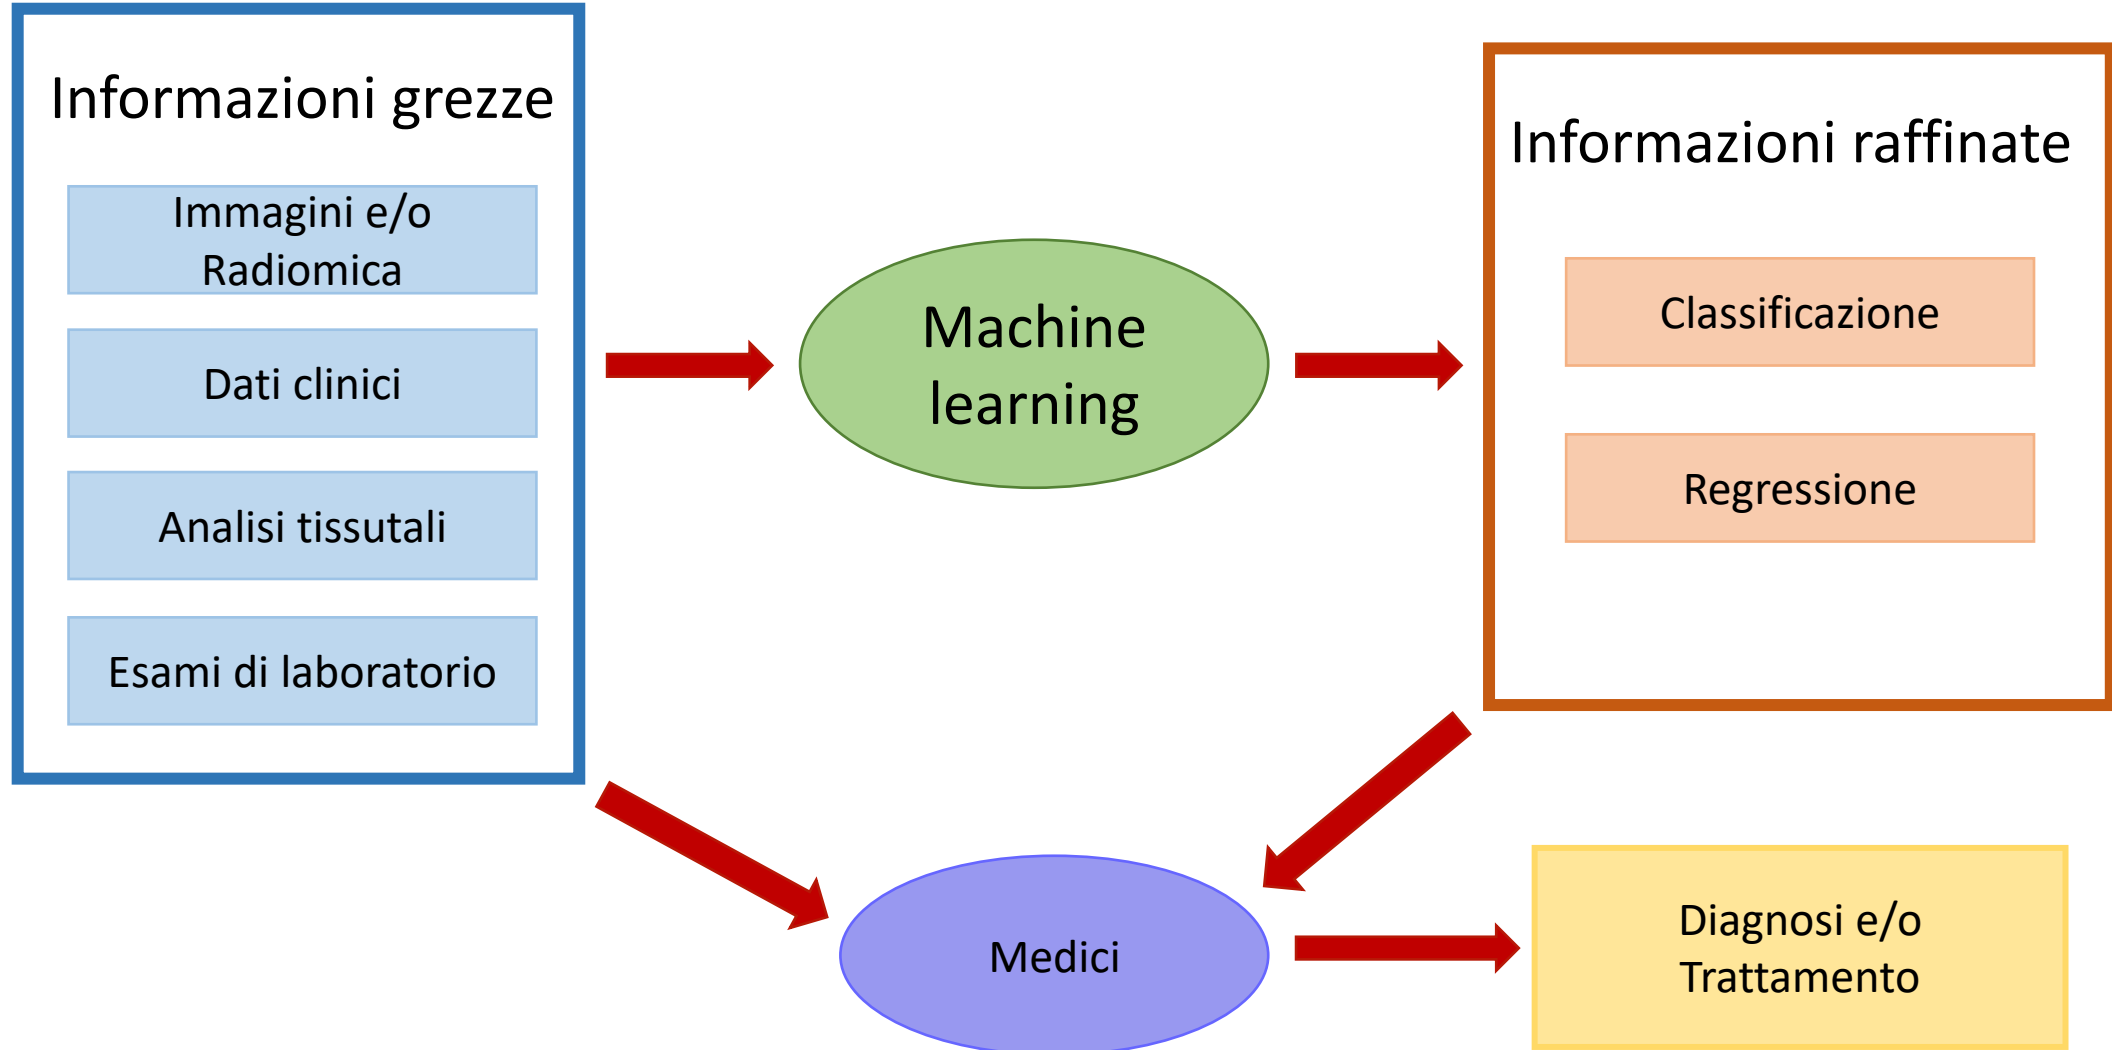 Informazioni grezze
Immagini e/o
Radiomica
Dati clinici
Analisi tissutali
Esami di laboratorio
Machine
learning
Informazioni raffinate
Classificazione
Regressione
Medici
Diagnosi e/o
Trattamento